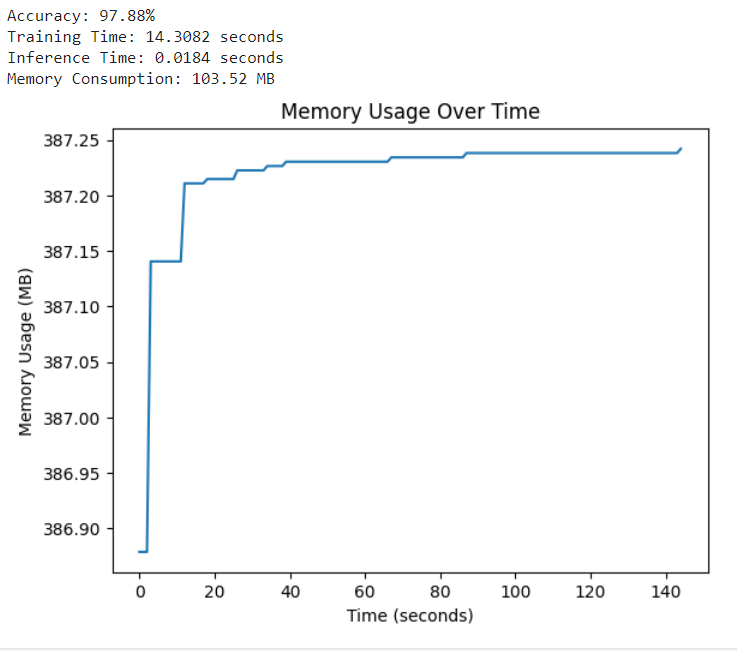 Accuracy: 97.88%
Training Time: 14.3082 seconds
Inference Time: 0.0184 seconds
Memory Consumption: 103.52 MB
Memory Usage Over Time
387.25
387.20
387.15
387.10
387.05
387.00
386.95
386.90
Memory Usage (MB)
0 20 40 60 80 100 120 140
Time (seconds)